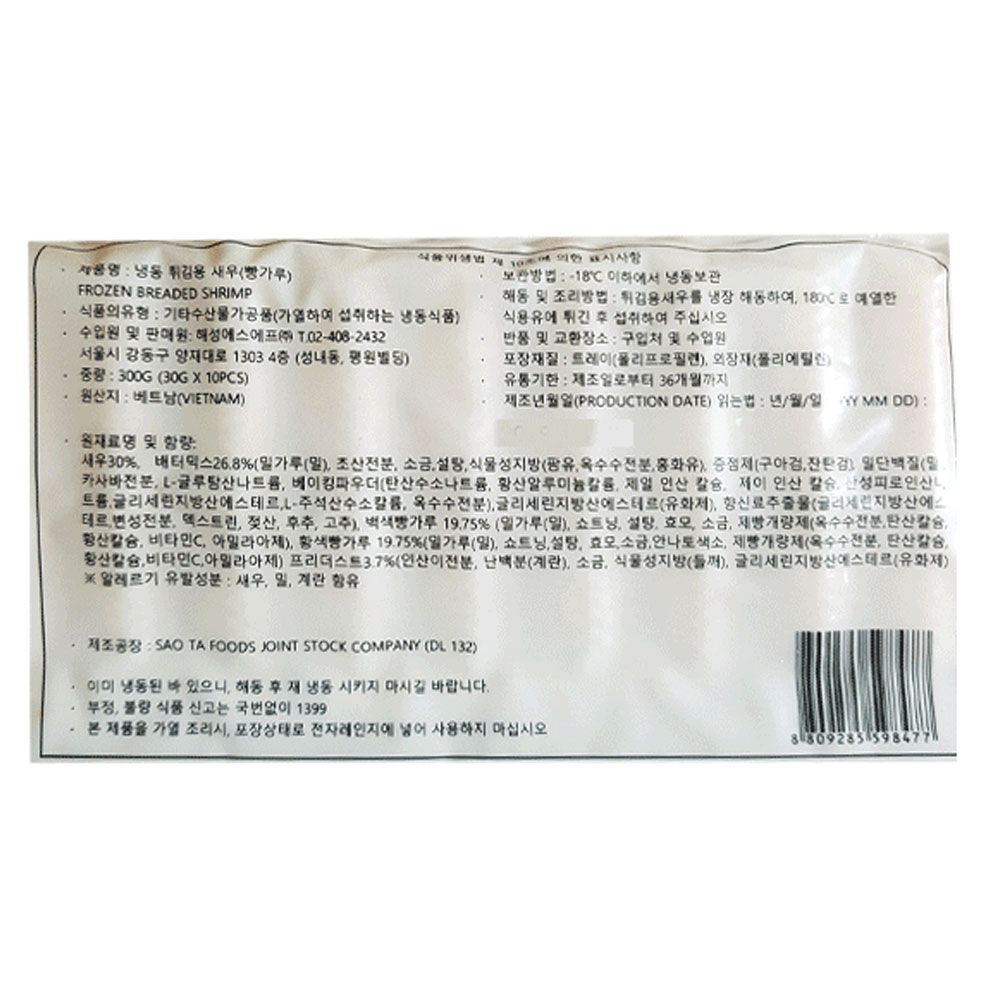 식품위생법 제 10조에 의한 표시사항
· 제품명 : 냉동 튀김용 새우(빵가루)
FROZEN BREADED SHRIMP
· 식품의유형 : 기타수산물가공품(가열하여 섭취하는 냉동식품)
· 수입원 및 판매원: 해성에스에프㈜ T.02-408-2432
서울시 강동구 양재대로 1303 4층 (성내동, 평원빌딩)
· 중량 : 300G (30G X 10PCS)
· 원산지 : 베트남(VIETNAM)
· 보관방법 : -18℃ 이하에서 냉동보관
· 해동 및 조리방법 : 튀김용새우를 냉장 해동하여, 180℃로 예열한
식용유에 튀긴 후 섭취하여 주십시오
· 반품 및 교환장소 : 구입처 및 수입원
· 포장재질 : 트레이(폴리프로필렌), 외장재(폴리에틸린)
· 유통기한 : 제조일로부터 36개월까지
· 제조년월일(PRODUCTION DATE) 읽는법 : 년/월/일 YY MM DD) :
· 원재료명 및 함량:
새우30%, 배터믹스26.8%(밀가루(밀), 초산전분, 소금,설탕,식물성지방(팜유,옥수수전분,홍화유), 증점제(구아검,잔탄검), 밀단백질(밀,
카사바전분, L-글루탐산나트륨, 베이킹파우더(탄산수소나트륨, 황산알루미늄칼륨, 제일 인산 칼슘, 제이 인산 칼슘, 산성피로인산나
트륨,글리세린지방산에스테르,L-주석산수소칼륨, 옥수수전분),글리세린지방산에스테르(유화제), 향신료추출물(글리세린지방산에스
테르,변성전분, 덱스트린, 젖산, 후추, 고추), 백색빵가루 19.75% (밀가루(밀), 쇼트닝, 설탕, 효모, 소금, 제빵개량제(옥수수전분,탄산칼슘,
황산칼슘, 비타민C, 아밀라아제), 황색빵가루 19.75%(밀가루(밀), 쇼트닝,설탕, 효모,소금,안나토색소, 제빵개량제(옥수수전분, 탄산칼슘,
황산칼슘,비타민C,아밀라아제) 프리더스트3.7%(인산이전분, 난백분(계란), 소금, 식물성지방(들깨), 글리세린지방산에스테르(유화제)
※ 알레르기 유발성분 : 새우, 밀, 계란 함유
· 제조공장 : SAO TA FOODS JOINT STOCK COMPANY (DL 132)
· 이미 냉동된 바 있으니, 해동 후 재 냉동 시키지 마시길 바랍니다.
· 부정, 불량 식품 신고는 국번없이 1399
· 본 제품을 가열 조리시, 포장상태로 전자레인지에 넣어 사용하지 마십시오
8 809285 598477